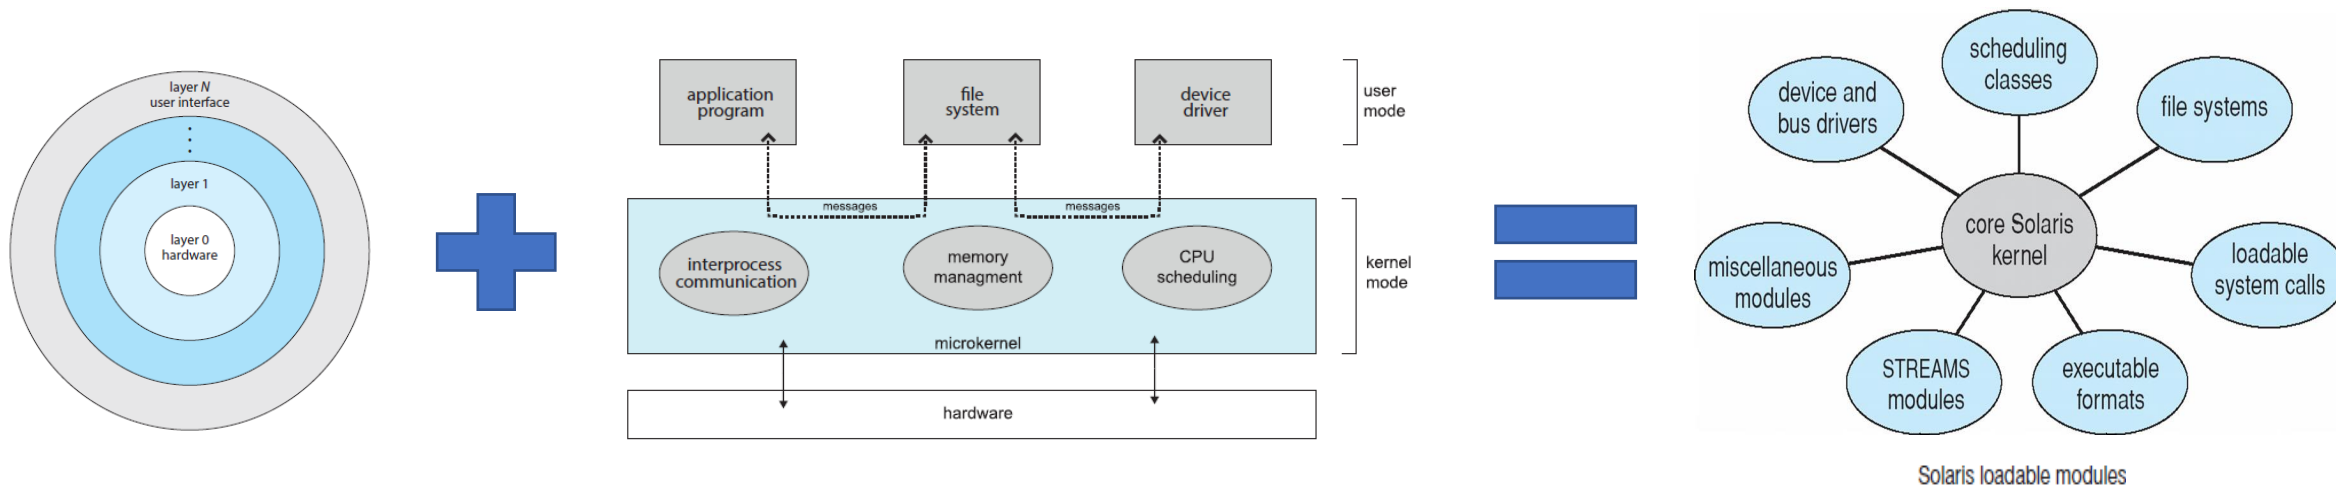 layer N
user interface
layer 1
layer 0
hardware
application
program
file
system
device
driver
user
mode
messages
messages
interprocess
communication
memory
managment
CPU
scheduling
kernel
mode
microkernel
hardware
scheduling
classes
device and
bus drivers
file systems
core Solaris
kernel
miscellaneous
modules
loadable
system calls
STREAMS
modules
executable
formats
Solaris loadable modules